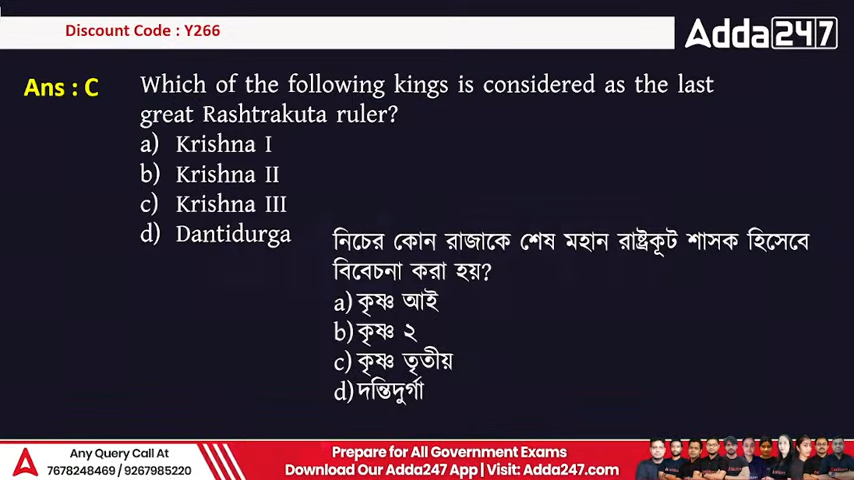 Discount Code : Y266
Adda247
Ans : C
Which of the following kings is considered as the last
great Rashtrakuta ruler?
a) Krishna I
b) Krishna II
c) Krishna III
d) Dantidurga
নিচের কোন রাজাকে শেষ মহান রাষ্ট্রকূট শাসক হিসেবে
বিবেচনা করা হয়?
a) কৃষ্ণ আই
b) কৃষ্ণ ২
c) কৃষ্ণ তৃতীয়
d) দন্তিদুর্গা
Any Query Call At
7678248469 / 9267985220
Prepare for All Government Exams
Download Our Adda247 App | Visit: Adda247.com